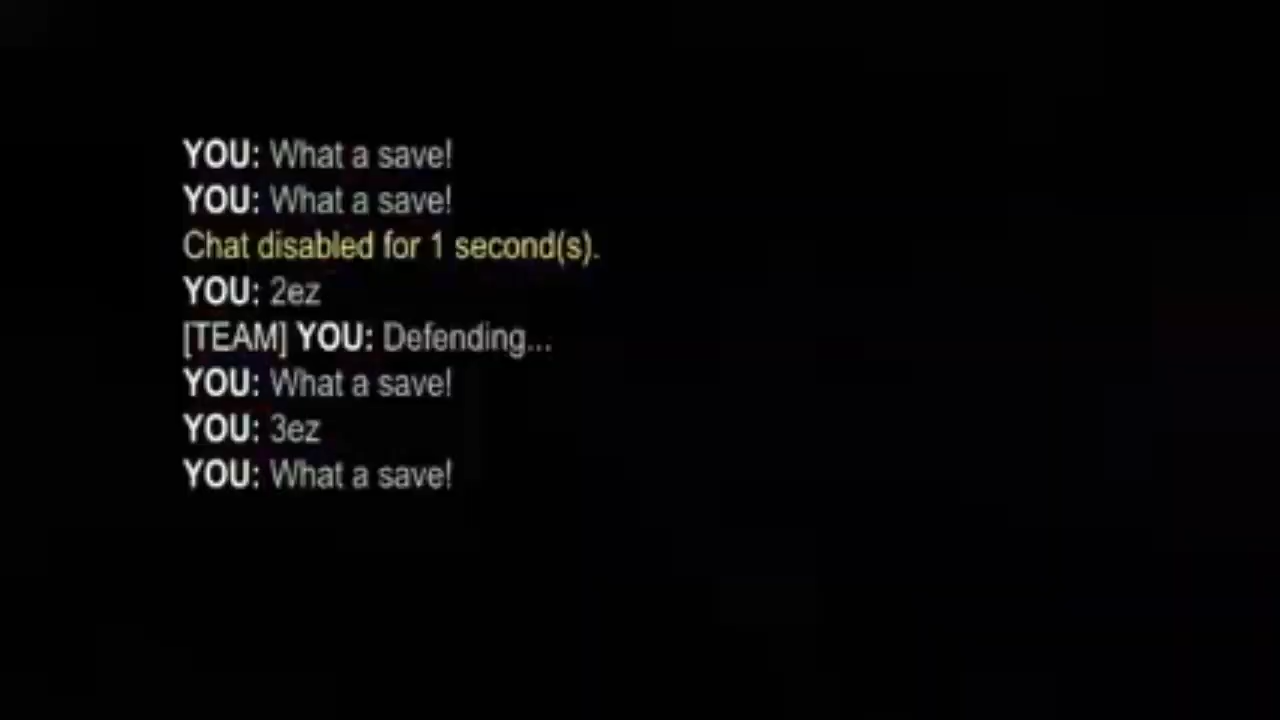 YOU: What a save!
YOU: What a save!
Chat disabled for 1 second(s).
YOU: 2ez
[TEAM] YOU: Defending...
YOU: What a save!
YOU: 3ez
YOU: What a save!